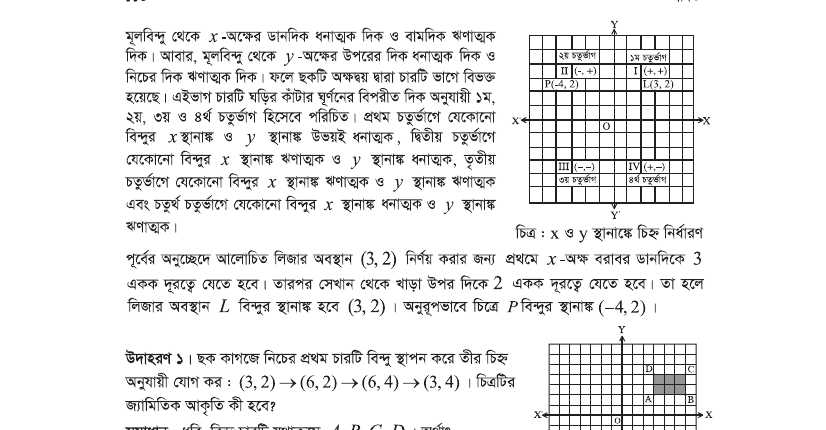 মূলবিন্দু থেকে x -অক্ষের ডানদিক ধনাত্মক দিক ও বামদিক ঋণাত্মক
দিক। আবার, মূলবিন্দু থেকে y -অক্ষের উপরের দিক ধনাত্মক দিক ও
নিচের দিক ঋণাত্মক দিক। ফলে ছকটি অক্ষদ্বয় দ্বারা চারটি ভাগে বিভক্ত
হয়েছে। এইভাগ চারটি ঘড়ির কাঁটার ঘূর্ণনের বিপরীত দিক অনুযায়ী ১ম,
২য়, ৩য় ও ৪র্থ চতুর্ভাগ হিসেবে পরিচিত। প্রথম চতুর্ভাগে যেকোনো
বিন্দুর x স্থানাঙ্ক ও y স্থানাঙ্ক উভয়ই ধনাত্মক, দ্বিতীয় চতুর্ভাগে
যেকোনো বিন্দুর x স্থানাঙ্ক ঋণাত্মক ও y স্থানাঙ্ক ধনাত্মক, তৃতীয়
চতুর্ভাগে যেকোনো বিন্দুর x স্থানাঙ্ক ঋণাত্মক ও y স্থানাঙ্ক ঋণাত্মক
এবং চতুর্থ চতুর্ভাগে যেকোনো বিন্দুর x স্থানাঙ্ক ধনাত্মক ও y স্থানাঙ্ক
ঋণাত্মক।
Y
২য় চতুর্ভাগ ১ম চতুর্ভাগ
II (-, +) I (+,+)
P(-4, 2) L(3, 2)
X O X
III (–,–) IV (+,–)
৩য় চতুর্ভাগ ৪র্থ চতুর্ভাগ
Y'
চিত্র : x ও y স্থানাঙ্কে চিহ্ন নির্ধারণ
পূর্বের অনুচ্ছেদে আলোচিত লিজার অবস্থান (3, 2) নির্ণয় করার জন্য প্রথমে x -অক্ষ বরাবর ডানদিকে 3
একক দূরত্বে যেতে হবে। তারপর সেখান থেকে খাড়া উপর দিকে 2 একক দূরত্বে যেতে হবে। তা হলে
লিজার অবস্থান L বিন্দুর স্থানাঙ্ক হবে (3, 2) । অনুরূপভাবে চিত্রে P বিন্দুর স্থানাঙ্ক (−4, 2) ।
উদাহরণ ১। ছক কাগজে নিচের প্রথম চারটি বিন্দু স্থাপন করে তীর চিহ্ন
অনুযায়ী যোগ কর : (3, 2) → (6, 2) → (6, 4) → (3, 4) । চিত্রটির
জ্যামিতিক আকৃতি কী হবে?
Y
D C
A B
X O X